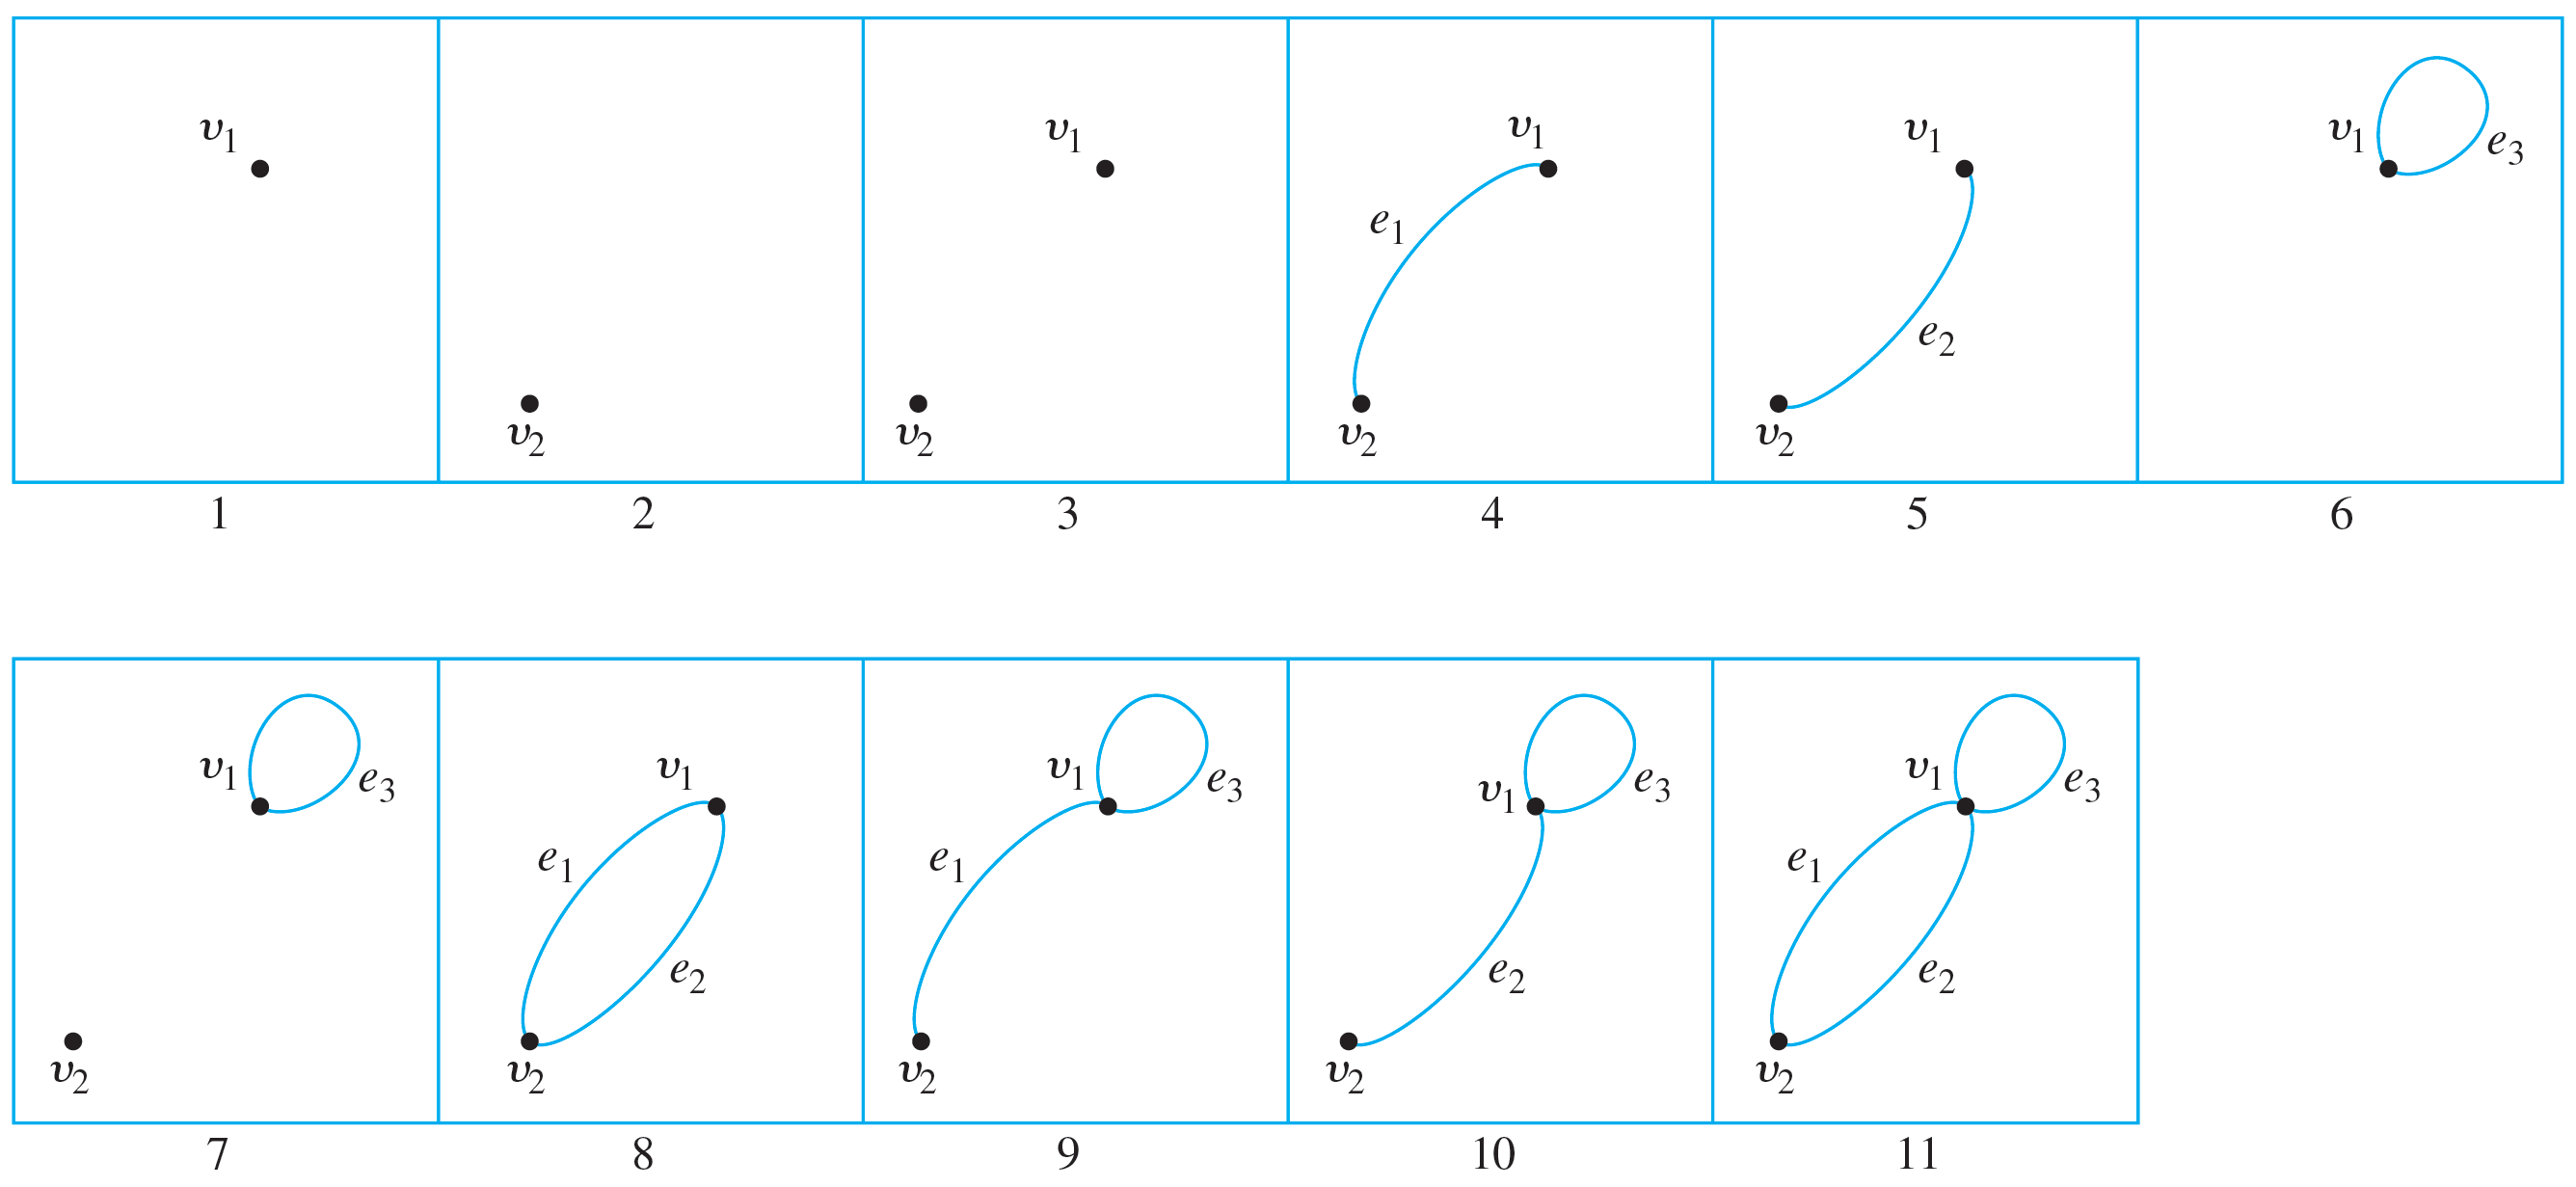 v₁ v₁ v₁ v₁ v₁ e₃
e₁
e₂
v₂ v₂ v₂ v₂
1 2 3 4 5 6
v₁ e₃ v₁ v₁ e₃ v₁ e₃ v₁ e₃
e₁ e₁ e₁
e₂ e₂ e₂
v₂ v₂ v₂ v₂ v₂
7 8 9 10 11